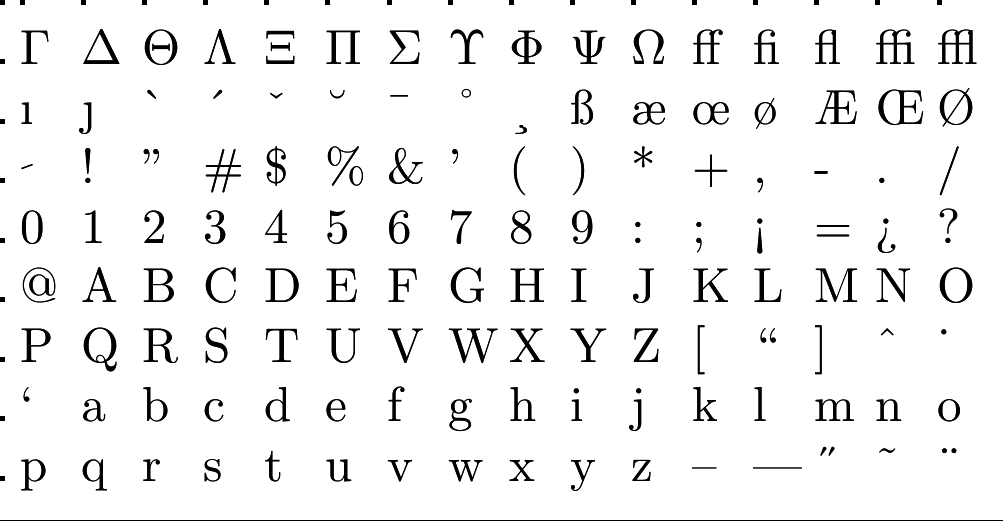 Γ Δ Θ Λ Ξ Π Σ Υ Φ Ψ Ω ff fi fl ffi ffl
ı ȷ ` ´ ˇ ˘ ¯ ˚ ¸ ß æ œ ø Æ Œ Ø
̷ ! ” # $ % & ’ ( ) * + , - . /
0 1 2 3 4 5 6 7 8 9 : ; ¡ = ¿ ?
@ A B C D E F G H I J K L M N O
P Q R S T U V W X Y Z [ “ ] ˆ ˙
‘ a b c d e f g h i j k l m n o
p q r s t u v w x y z – — ˝ ˜ ¨